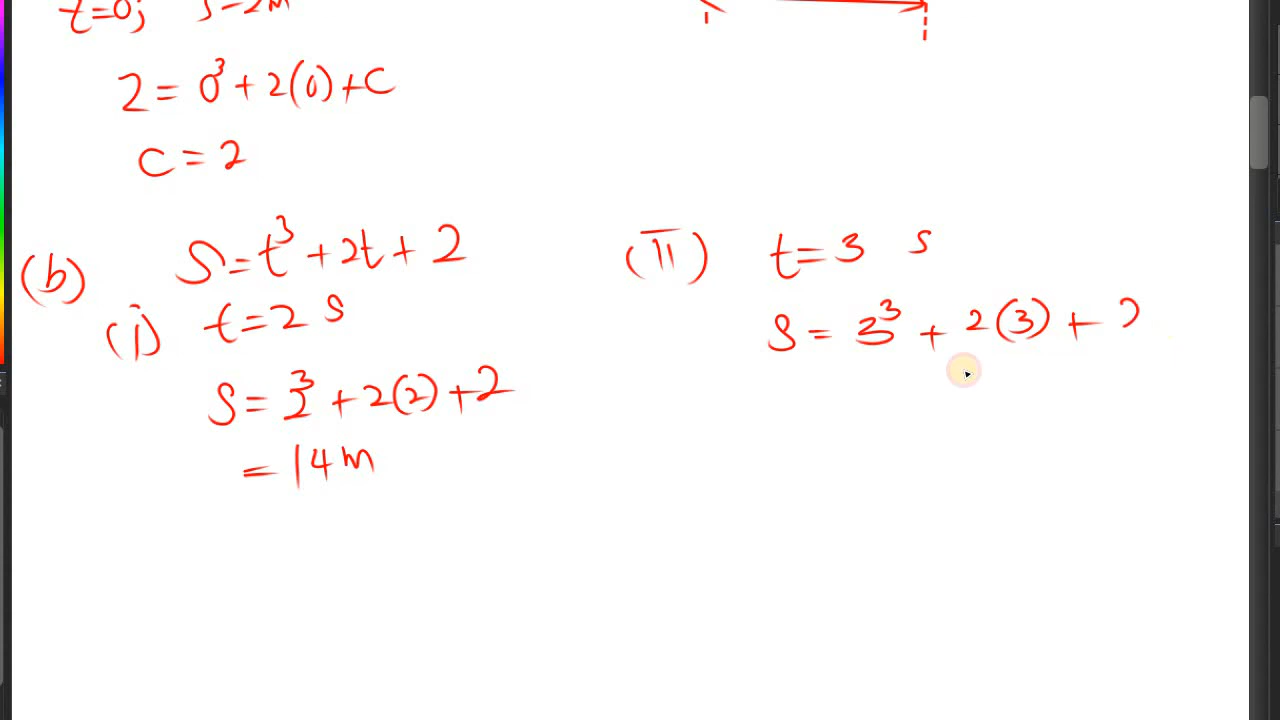 t=0; s=2m
2 = 0³ + 2(0) + C
C = 2
(b) S = t³ + 2t + 2
(i) t = 2 s
S = 2³ + 2(2) + 2
= 14 m
(ii) t = 3 s
S = 3³ + 2(3) + 2